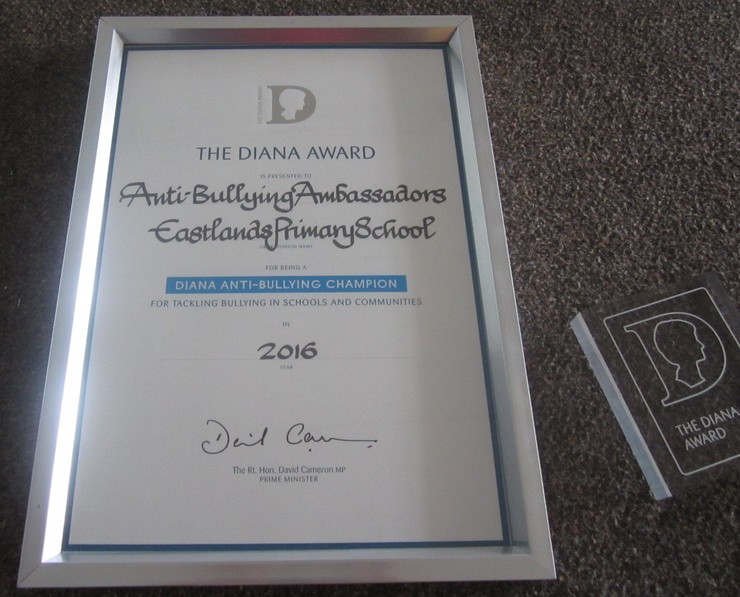 THE DIANA AWARD
IS PRESENTED TO
Anti-Bullying Ambassadors
Eastlands Primary School
FOR BEING A
DIANA ANTI-BULLYING CHAMPION
FOR TACKLING BULLYING IN SCHOOLS AND COMMUNITIES
IN
2016
YEAR
The Rt. Hon. David Cameron MP
PRIME MINISTER
THE DIANA
AWARD